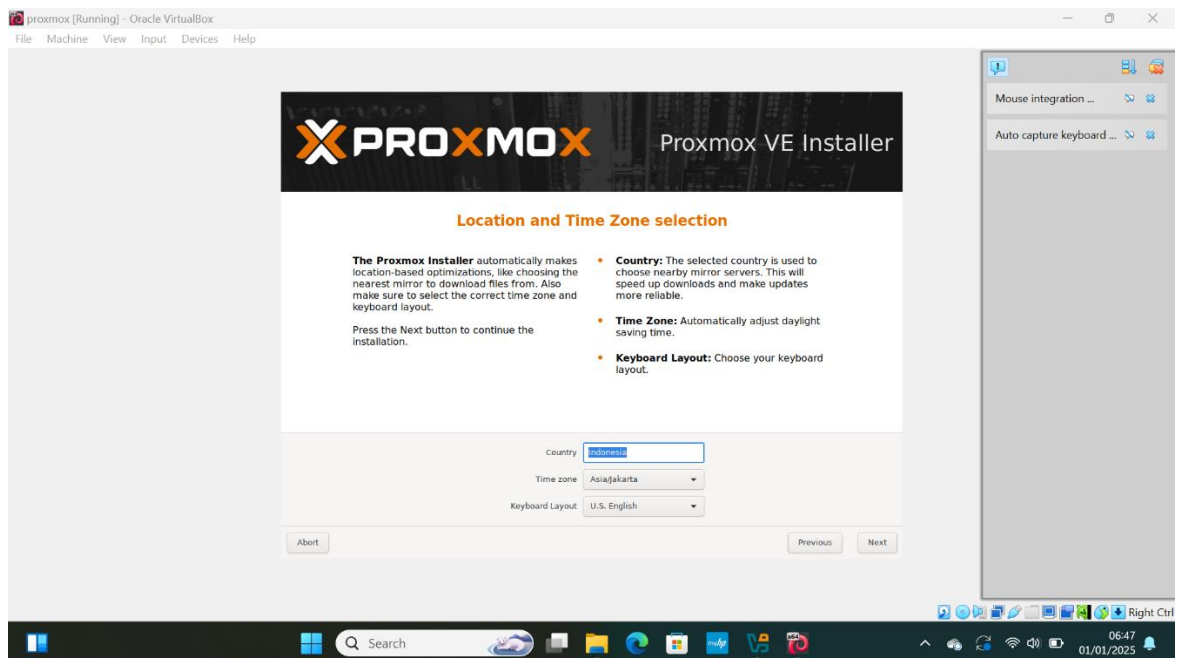 proxmox [Running] - Oracle VirtualBox
File Machine View Input Devices Help
Mouse integration ...
Auto capture keyboard ...
PROXMOX
Proxmox VE Installer
Location and Time Zone selection
The Proxmox Installer automatically makes
location-based optimizations, like choosing the
nearest mirror to download files from. Also
make sure to select the correct time zone and
keyboard layout.
Press the Next button to continue the
installation.
• Country: The selected country is used to
choose nearby mirror servers. This will
speed up downloads and make updates
more reliable.
• Time Zone: Automatically adjust daylight
saving time.
• Keyboard Layout: Choose your keyboard
layout.
Country Indonesia
Time zone Asia/Jakarta
Keyboard Layout U.S. English
Abort Previous Next
Right Ctrl
Search
06:47
01/01/2025